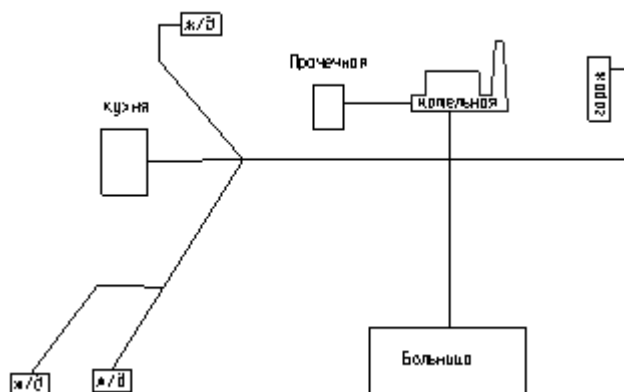 ж/д
Прачечная
котельная
гараж
кухня
Больница
ж/д
ж/д